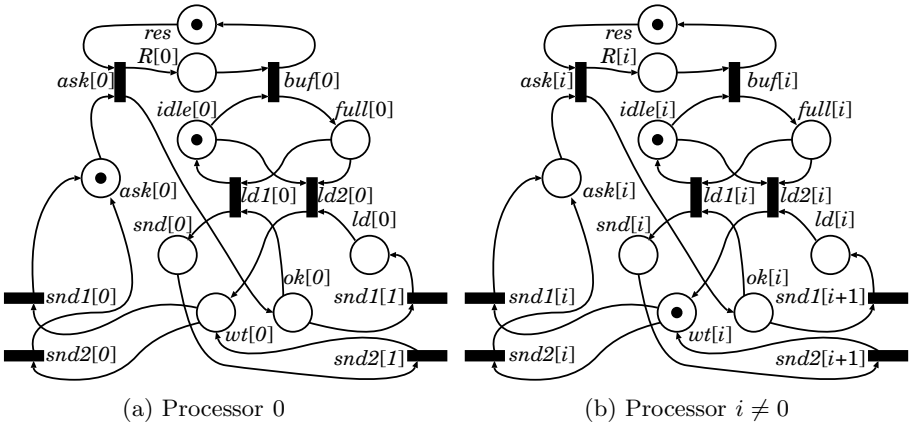 res
R[0]
ask[0]
buf[0]
idle[0]
full[0]
ask[0]
ld1[0]
ld2[0]
snd[0]
ld[0]
ok[0]
snd1[0]
snd1[1]
wt[0]
snd2[0]
snd2[1]
(a) Processor 0
res
R[i]
ask[i]
buf[i]
idle[i]
full[i]
ask[i]
ld1[i]
ld2[i]
snd[i]
ld[i]
ok[i]
snd1[i]
snd1[i+1]
wt[i]
snd2[i]
snd2[i+1]
(b) Processor i ≠ 0